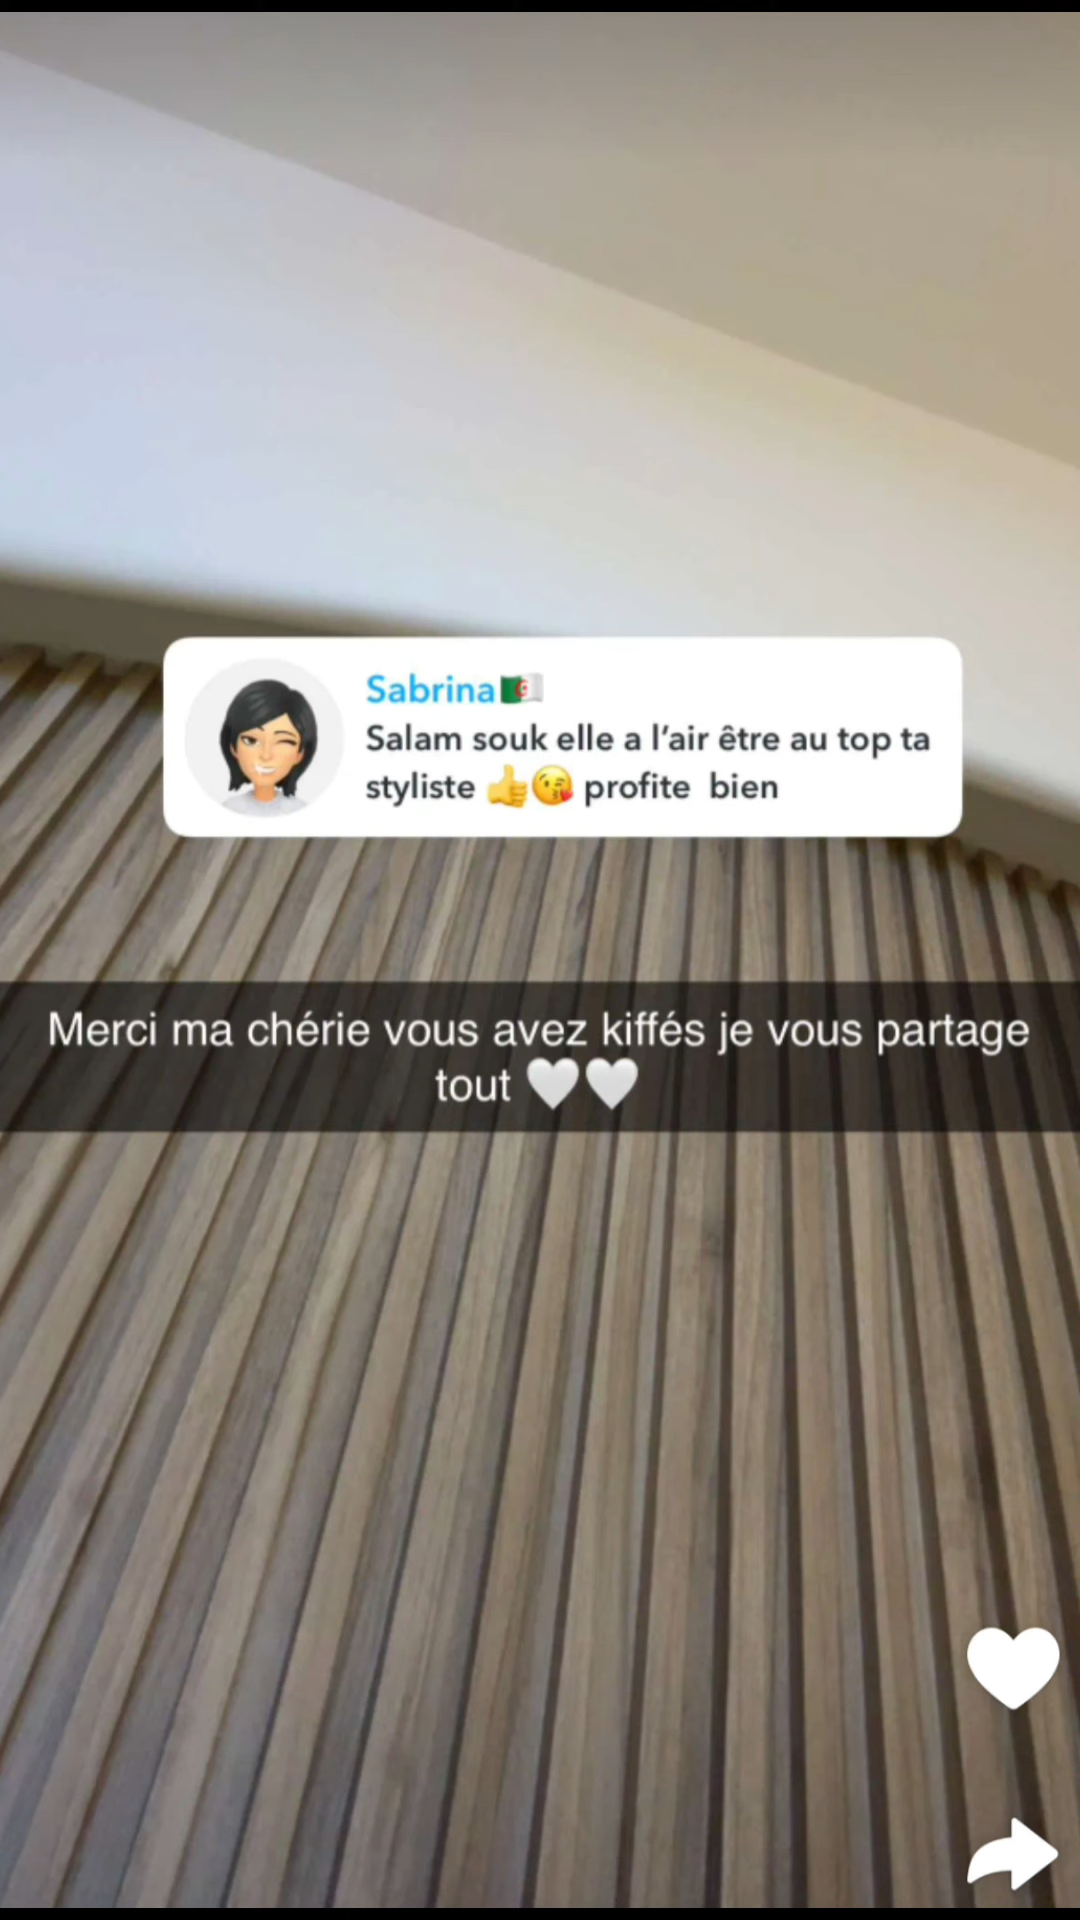 Sabrina🇩🇿
Salam souk elle a l’air être au top ta
styliste 👍😘 profite  bien
Merci ma chérie vous avez kiffés je vous partage
tout 🤍🤍